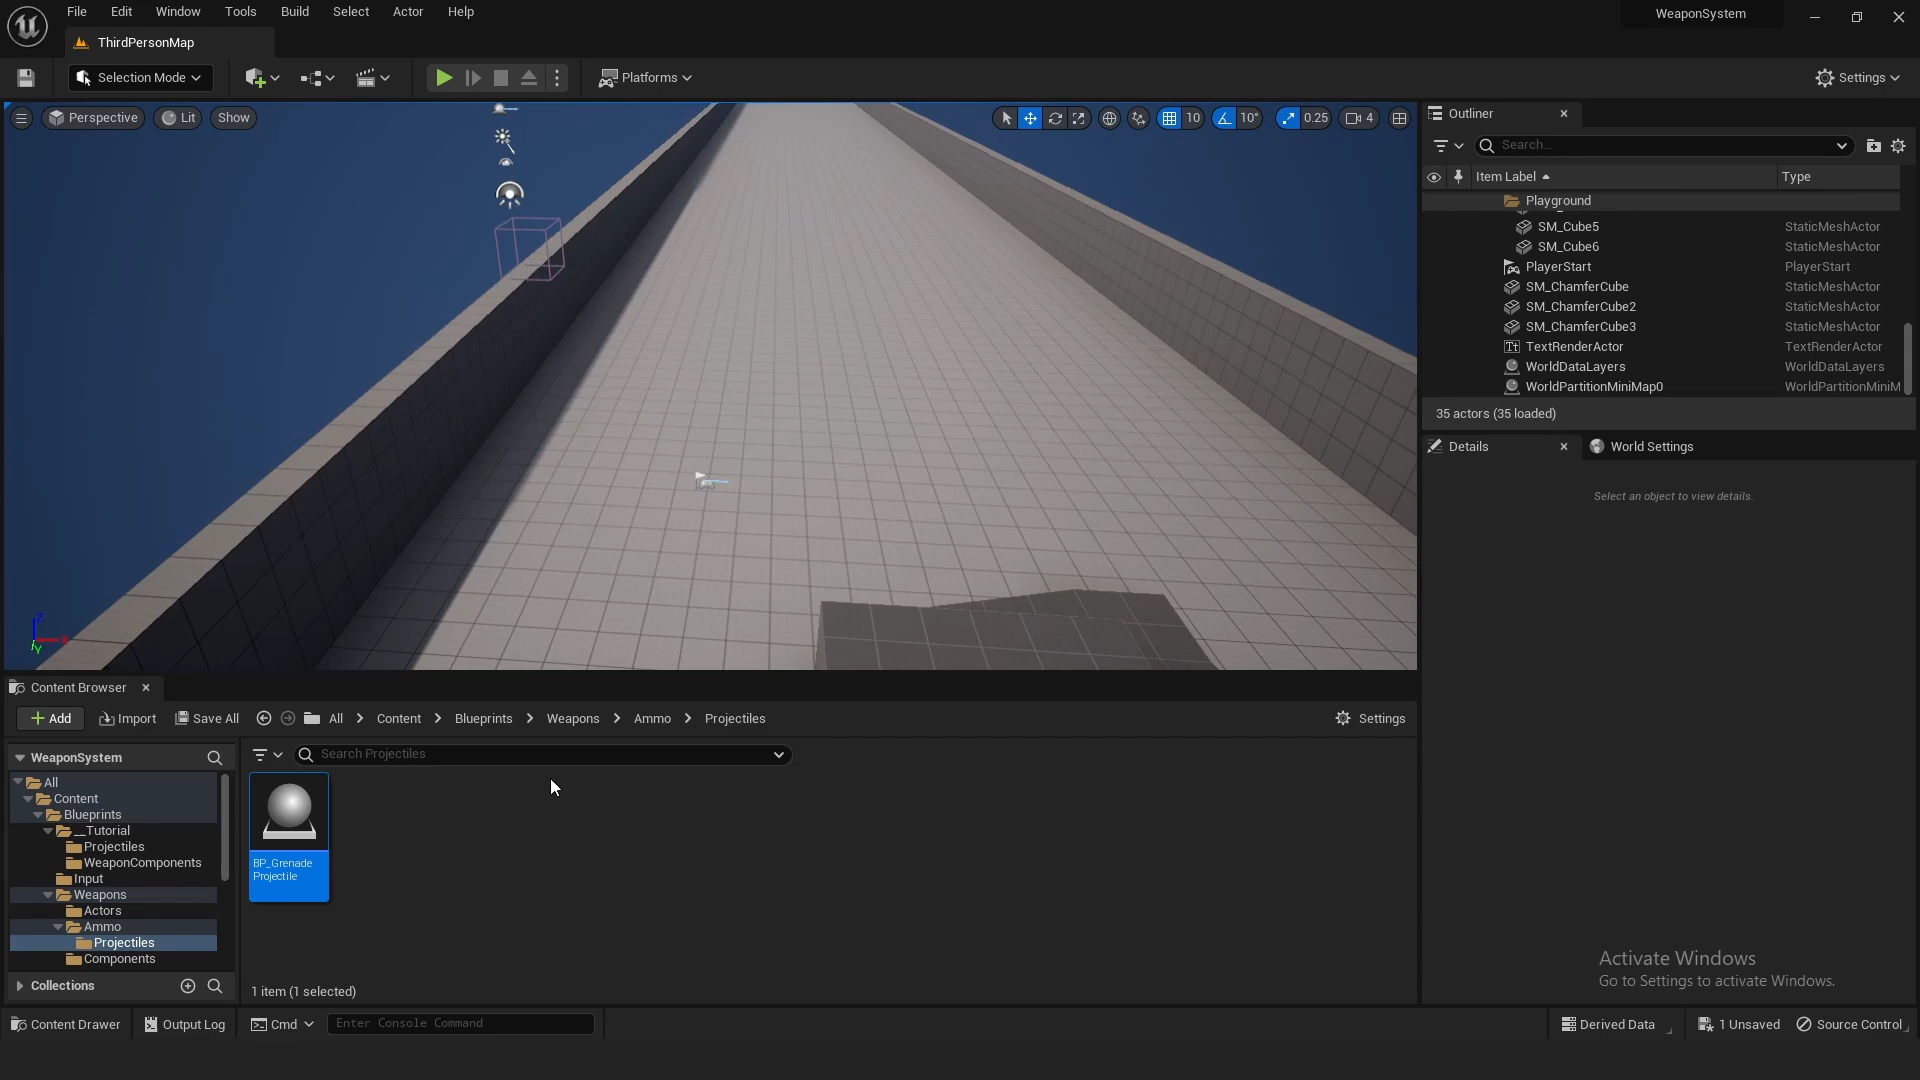 File Edit Window Tools Build Select Actor Help
WeaponSystem
ThirdPersonMap
Selection Mode
Platforms
Settings
Perspective Lit Show
10 10° 0.25 4
Outliner
Search...
Item Label Type
Playground
SM_Cube5 StaticMeshActor
SM_Cube6 StaticMeshActor
PlayerStart PlayerStart
SM_ChamferCube StaticMeshActor
SM_ChamferCube2 StaticMeshActor
SM_ChamferCube3 StaticMeshActor
TextRenderActor TextRenderActor
WorldDataLayers WorldDataLayers
WorldPartitionMiniMap0 WorldPartitionMiniM
35 actors (35 loaded)
Details World Settings
Select an object to view details.
Z
X
Y
Content Browser
Add Import Save All All Content Blueprints Weapons Ammo Projectiles Settings
WeaponSystem
Search Projectiles
All
Content
Blueprints
__Tutorial
Projectiles
WeaponComponents
Input
Weapons
Actors
Ammo
Projectiles
Components
Collections
BP_Grenade
Projectile
1 item (1 selected)
Activate Windows
Go to Settings to activate Windows.
Content Drawer Output Log Cmd Enter Console Command Derived Data 1 Unsaved Source Control